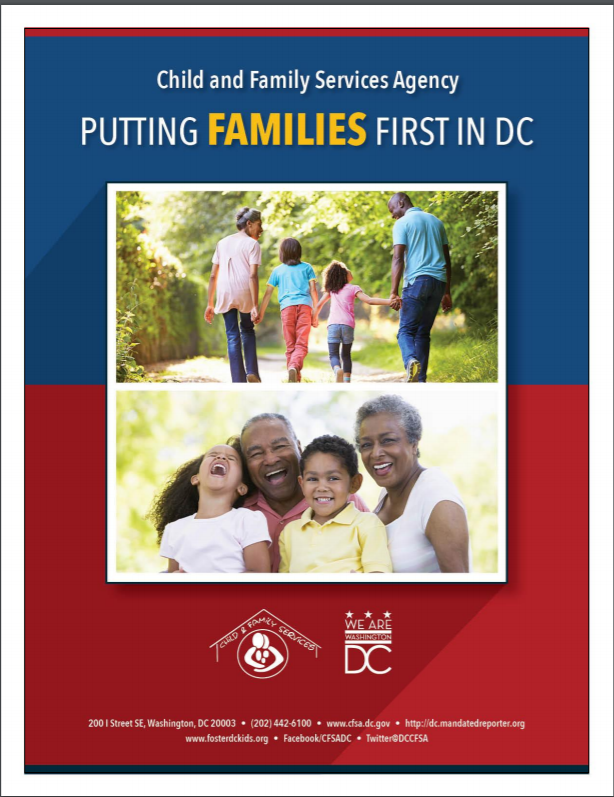 Child and Family Services Agency
PUTTING FAMILIES FIRST IN DC
CHILD & FAMILY SERVICES
WE ARE
WASHINGTON
DC
200 I Street SE, Washington, DC 20003 • (202) 442-6100 • www.cfsa.dc.gov • http://dc.mandatedreporter.org
www.fosterdckids.org • Facebook/CFSADC • Twitter@DCCFSA